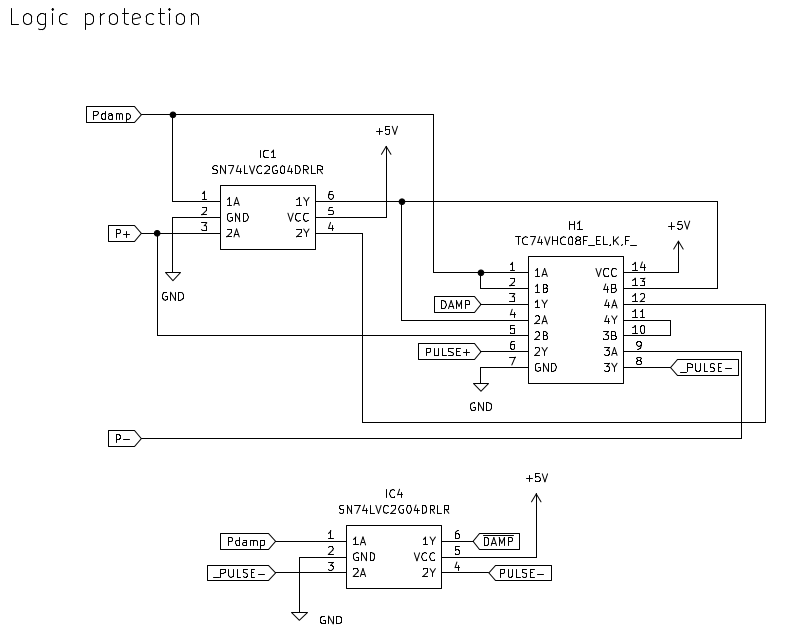 Logic protection
Pdamp
+5V
IC1
SN74LVC2G04DRLR
1 1A 1Y 6
2 GND VCC 5
3 2A 2Y 4
P+
GND
H1
TC74VHC08F_EL,K,F_
+5V
1 1A VCC 14
2 1B 4B 13
DAMP 3 1Y 4A 12
4 2A 4Y 11
5 2B 3B 10
PULSE+ 6 2Y 3A 9
7 GND 3Y 8 _PULSE-
GND
P-
+5V
IC4
SN74LVC2G04DRLR
Pdamp 1 1A 1Y 6 DAMP
2 GND VCC 5
_PULSE- 3 2A 2Y 4 PULSE-
GND